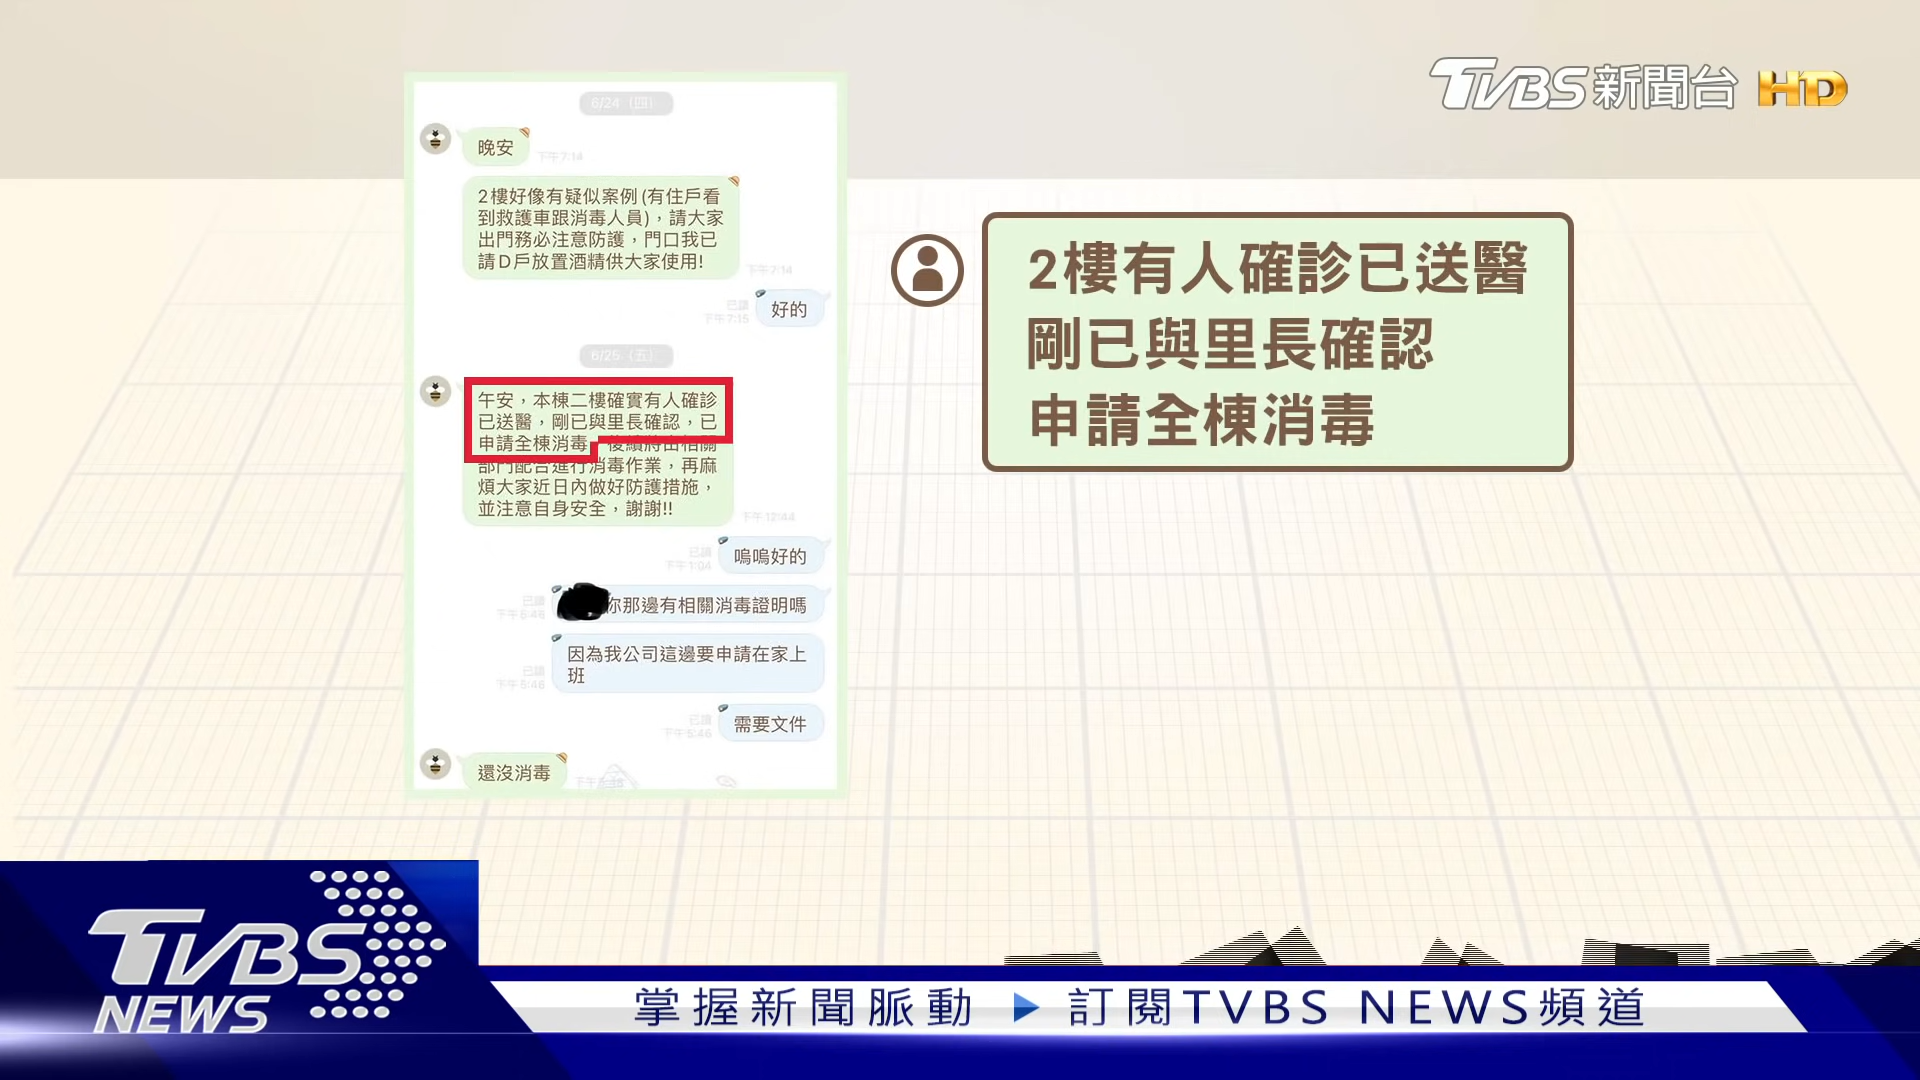 TVBS新聞台 HD
6/24（四）
晚安
下午7:14
2樓好像有疑似案例(有住戶看
到救護車跟消毒人員)，請大家
出門務必注意防護，門口我已
請D戶放置酒精供大家使用!
下午7:14
已讀
下午7:15
好的
6/25（五）
午安，本棟二樓確實有人確診
已送醫，剛已與里長確認，已
申請全棟消毒
後續將由相關
部門配合進行消毒作業，再麻
煩大家近日內做好防護措施，
並注意自身安全，謝謝!!
下午12:44
已讀
下午1:04
嗚嗚好的
已讀
下午5:46
你那邊有相關消毒證明嗎
因為我公司這邊要申請在家上
班
已讀
下午5:46
需要文件
已讀
下午5:46
還沒消毒
2樓有人確診已送醫
剛已與里長確認
申請全棟消毒
TVBS
NEWS
掌握新聞脈動 ▶ 訂閱TVBS NEWS頻道